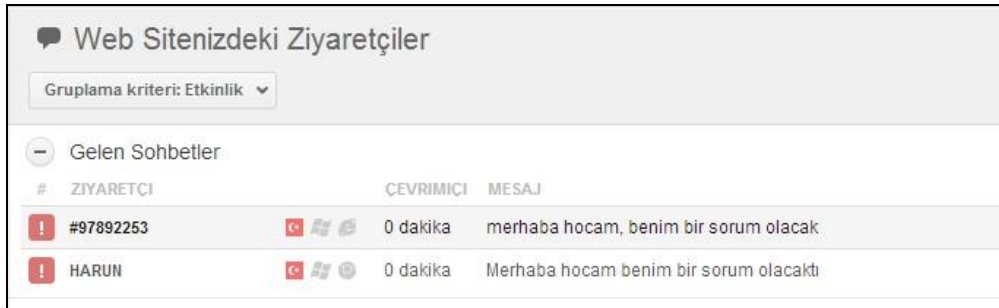 Web Sitenizdeki Ziyaretçiler
Gruplama kriteri: Etkinlik
Gelen Sohbetler
# ZİYARETÇİ ÇEVRİMİÇİ MESAJ
! #97892253 0 dakika merhaba hocam, benim bir sorum olacak
! HARUN 0 dakika Merhaba hocam benim bir sorum olacaktı